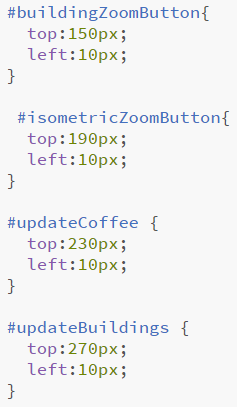 #buildingZoomButton{
  top:150px;
  left:10px;
}
 #isometricZoomButton{
  top:190px;
  left:10px;
}
#updateCoffee {
  top:230px;
  left:10px;
}
#updateBuildings {
  top:270px;
  left:10px;
}